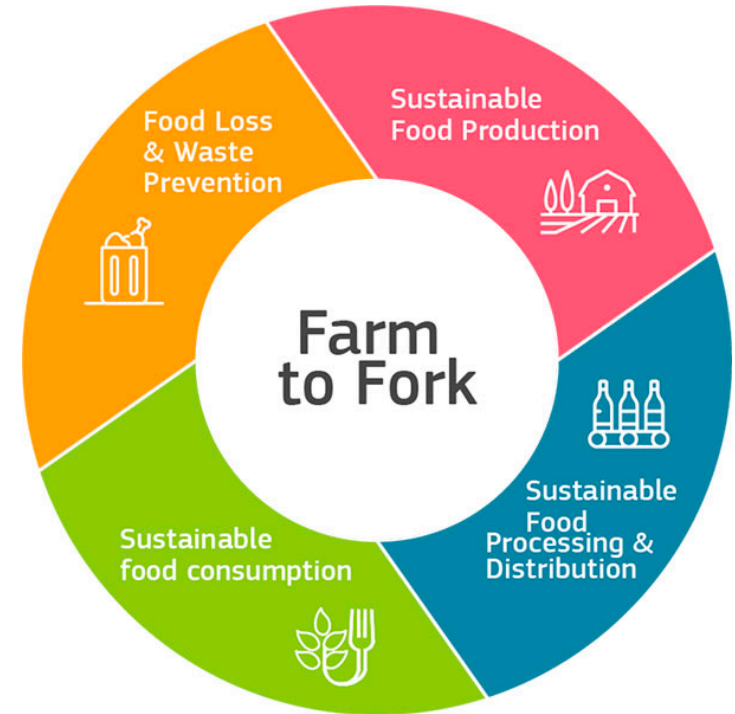 Food Loss
& Waste
Prevention
Sustainable
Food Production
Farm
to Fork
Sustainable
Food
Processing &
Distribution
Sustainable
food consumption